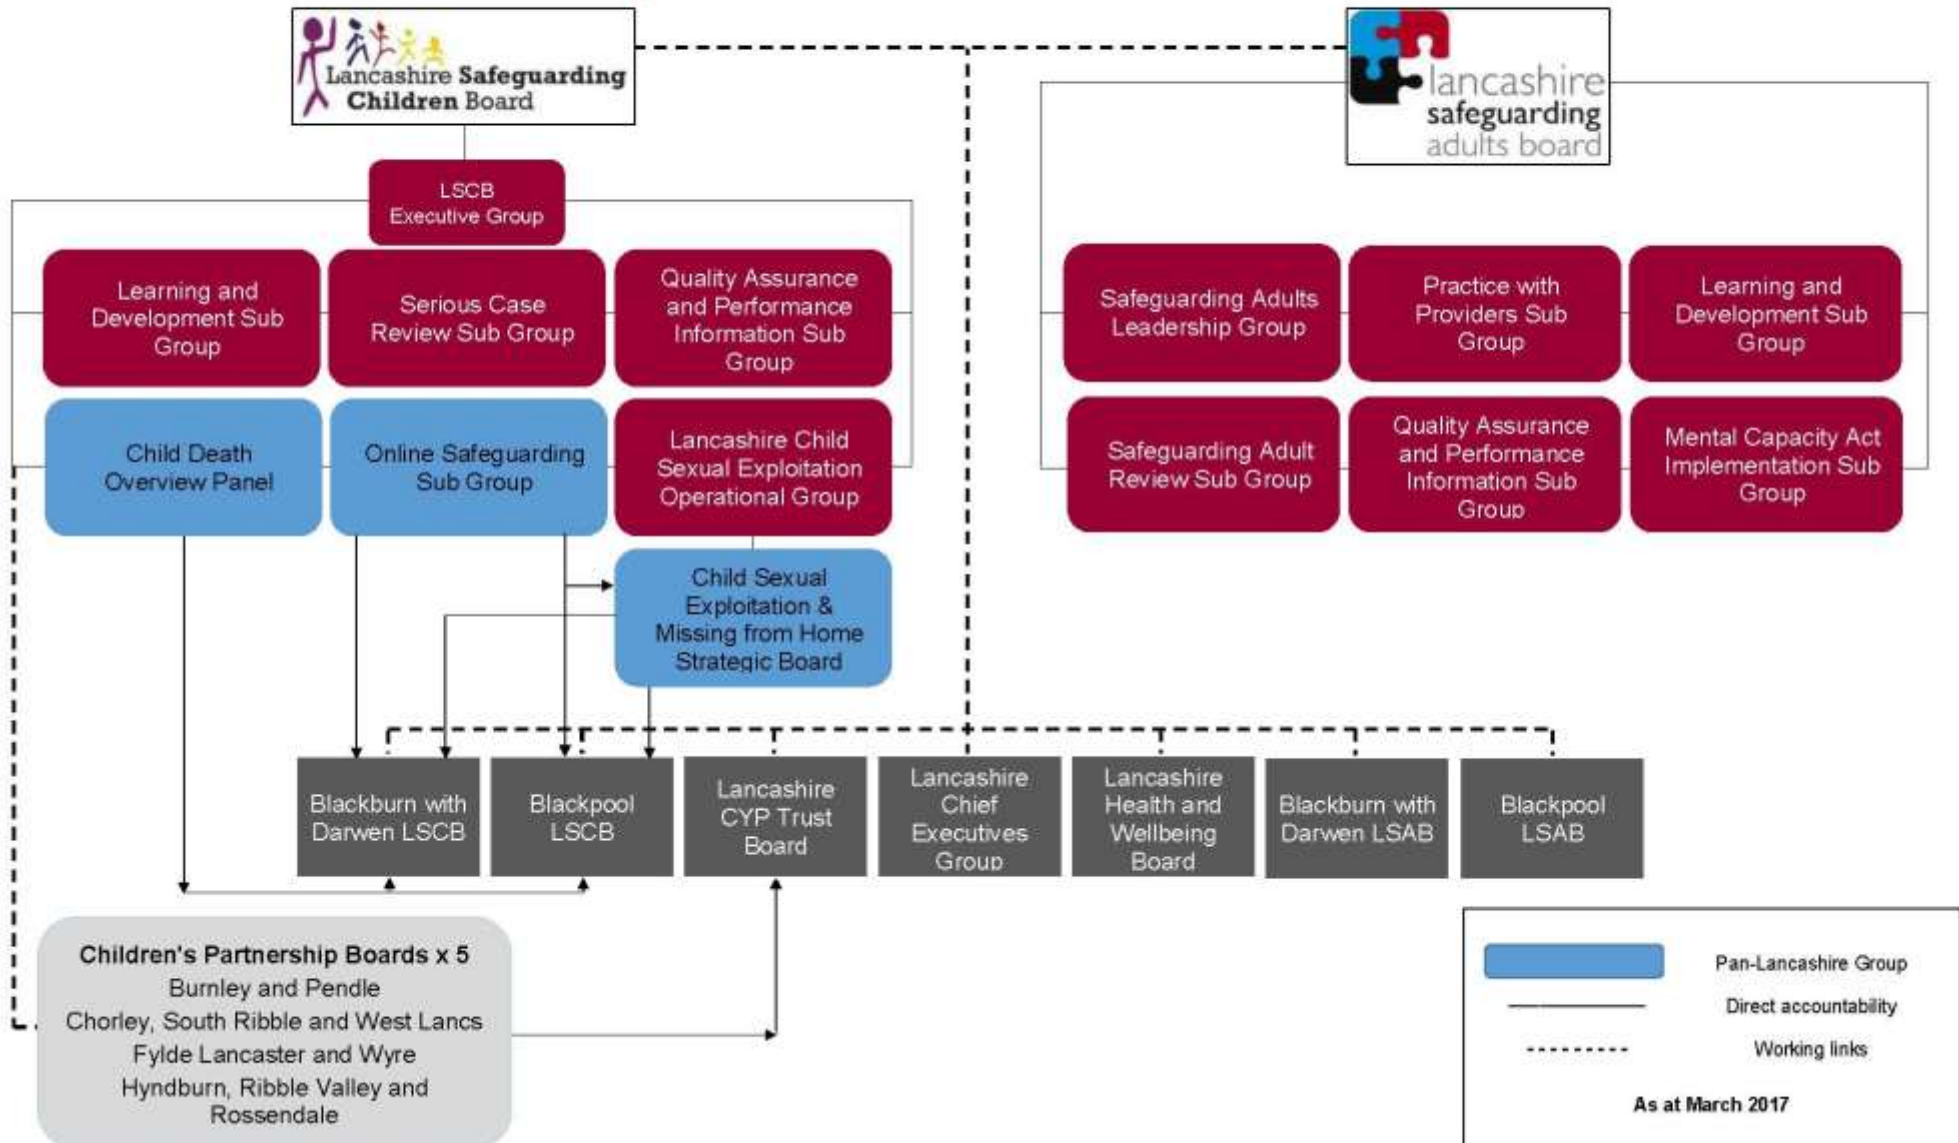 Lancashire Safeguarding
Children Board
lancashire
safeguarding
adults board
LSCB
Executive Group
Learning and
Development Sub
Group
Serious Case
Review Sub Group
Quality Assurance
and Performance
Information Sub
Group
Safeguarding Adults
Leadership Group
Practice with
Providers Sub
Group
Learning and
Development Sub
Group
Child Death
Overview Panel
Online Safeguarding
Sub Group
Lancashire Child
Sexual Exploitation
Operational Group
Safeguarding Adult
Review Sub Group
Quality Assurance
and Performance
Information Sub
Group
Mental Capacity Act
Implementation Sub
Group
Child Sexual
Exploitation &
Missing from Home
Strategic Board
Blackburn with
Darwen LSCB
Blackpool
LSCB
Lancashire
CYP Trust
Board
Lancashire
Chief
Executives
Group
Lancashire
Health and
Wellbeing
Board
Blackburn with
Darwen LSAB
Blackpool
LSAB
Children's Partnership Boards x 5
Burnley and Pendle
Chorley, South Ribble and West Lancs
Fylde Lancaster and Wyre
Hyndburn, Ribble Valley and
Rossendale
Pan-Lancashire Group
Direct accountability
Working links
As at March 2017